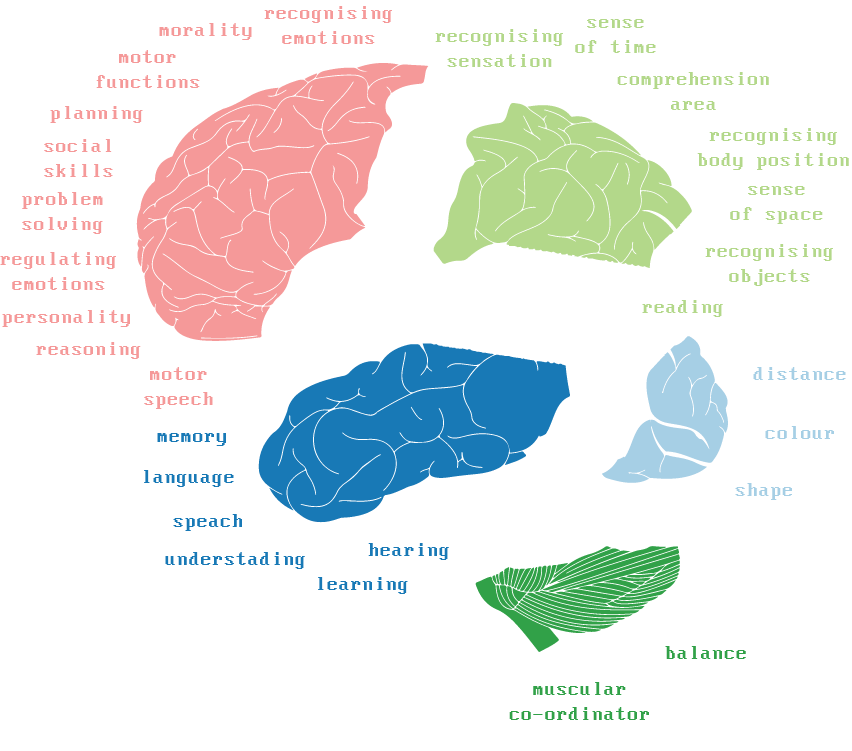 recognising
emotions
morality
motor
functions
planning
social
skills
problem
solving
regulating
emotions
personality
reasoning
motor
speech
recognising
sensation
sense
of time
comprehension
area
recognising
body position
sense
of space
recognising
objects
reading
distance
colour
shape
memory
language
speach
understading
hearing
learning
balance
muscular
co-ordinator